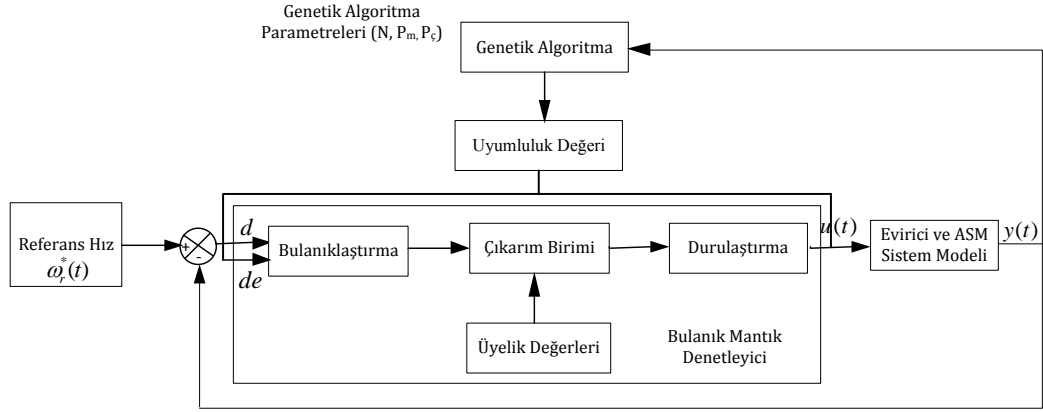 Genetik Algoritma
Parametreleri (N, Pm, Pç)
Genetik Algoritma
Uyumluluk Değeri
Referans Hız
ω*r(t)
+
-
d
de
Bulanıklaştırma
Çıkarım Birimi
Durulaştırma
u(t)
Evirici ve ASM
Sistem Modeli
y(t)
Üyelik Değerleri
Bulanık Mantık
Denetleyici